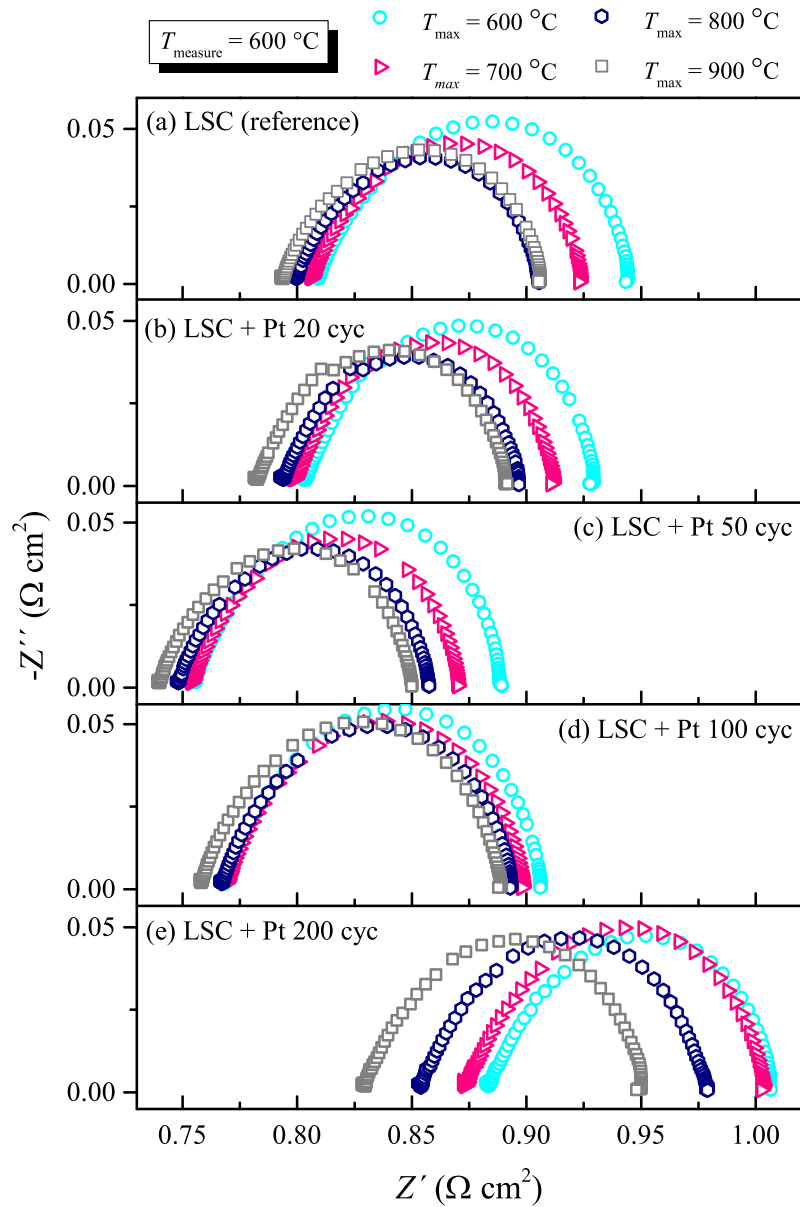 T_measure = 600 °C
T_max = 600 °C
T_max = 800 °C
T_max = 700 °C
T_max = 900 °C
(a) LSC (reference)
0.05
0.00
(b) LSC + Pt 20 cyc
0.05
0.00
(c) LSC + Pt 50 cyc
0.05
0.00
(d) LSC + Pt 100 cyc
0.05
0.00
(e) LSC + Pt 200 cyc
0.05
0.00
-Z´´ (Ω cm²)
0.75 0.80 0.85 0.90 0.95 1.00
Z´ (Ω cm²)